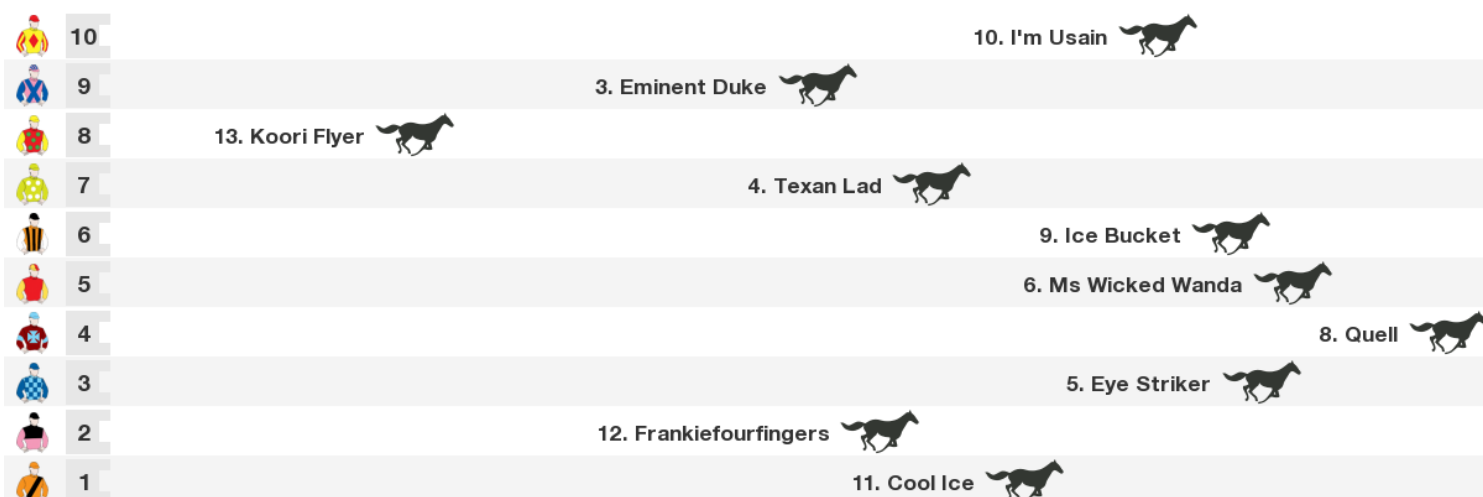 10 10. I'm Usain
9 3. Eminent Duke
8 13. Koori Flyer
7 4. Texan Lad
6 9. Ice Bucket
5 6. Ms Wicked Wanda
4 8. Quell
3 5. Eye Striker
2 12. Frankiefourfingers
1 11. Cool Ice